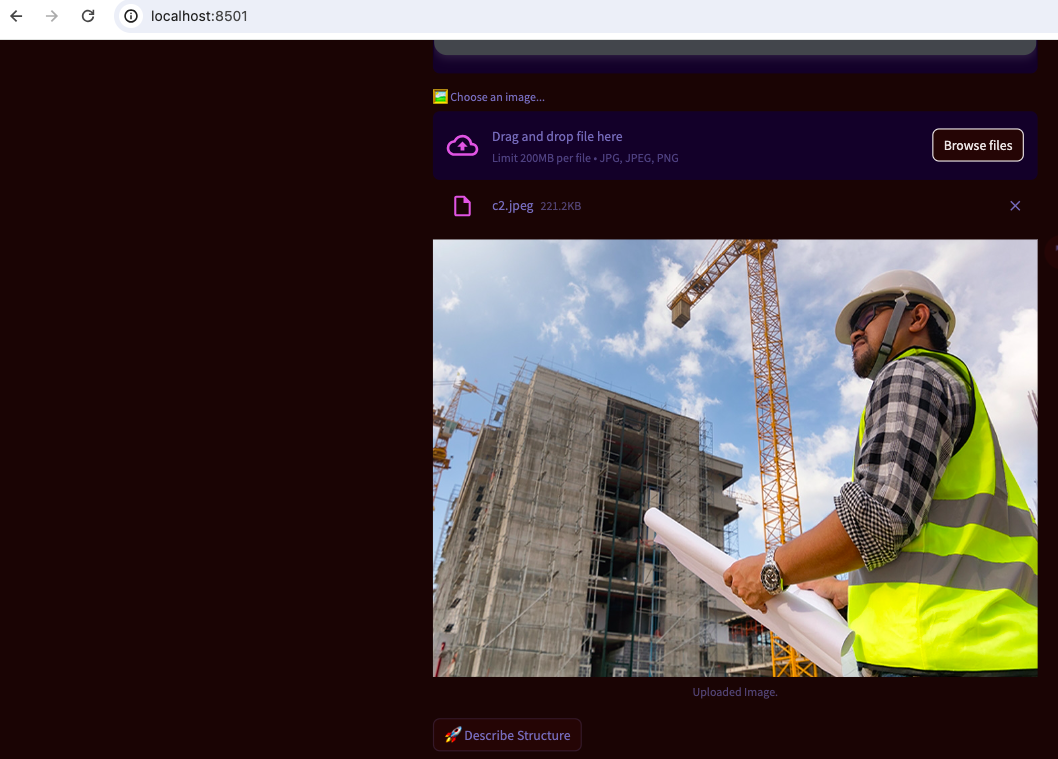 localhost:8501
Choose an image...
Drag and drop file here
Limit 200MB per file • JPG, JPEG, PNG
Browse files
c2.jpeg 221.2KB
Uploaded Image.
Describe Structure